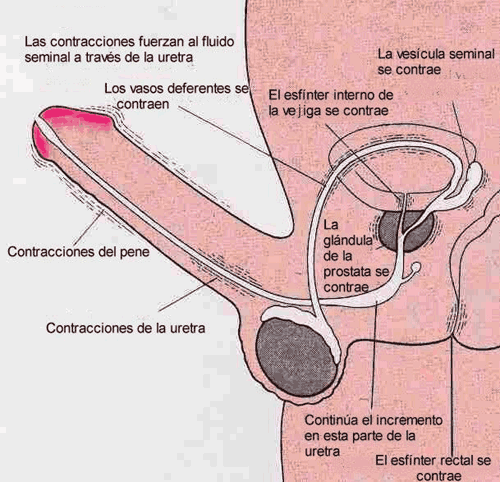 Las contracciones fuerzan al fluido
seminal a través de la uretra
La vesícula seminal
se contrae
Los vasos deferentes se
contraen
El esfínter interno de
la vejiga se contrae
La
glándula
de la
prostata se
contrae
Contracciones del pene
Contracciones de la uretra
Continúa el incremento
en esta parte de la
uretra
El esfínter rectal se
contrae